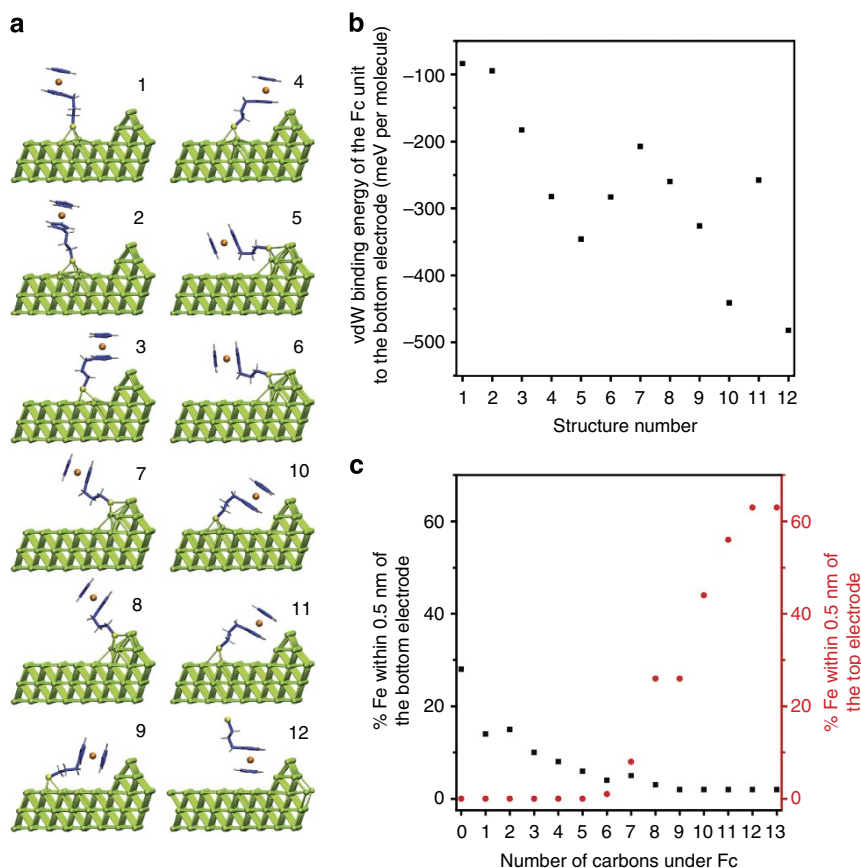 a
1
4
2
5
3
6
7
10
8
11
9
12
b
vdW binding energy of the Fc unit
to the bottom electrode (meV per molecule)
−100
−200
−300
−400
−500
1 2 3 4 5 6 7 8 9 10 11 12
Structure number
c
% Fe within 0.5 nm of
the bottom electrode
60
40
20
0
60
40
20
0
% Fe within 0.5 nm of
the top electrode
0 1 2 3 4 5 6 7 8 9 10 11 12 13
Number of carbons under Fc